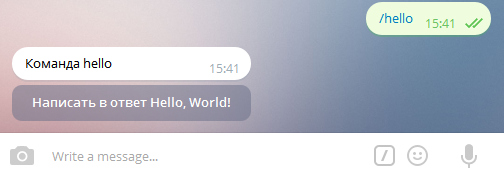 /hello
15:41
Команда hello
15:41
Написать в ответ Hello, World!
Write a message...